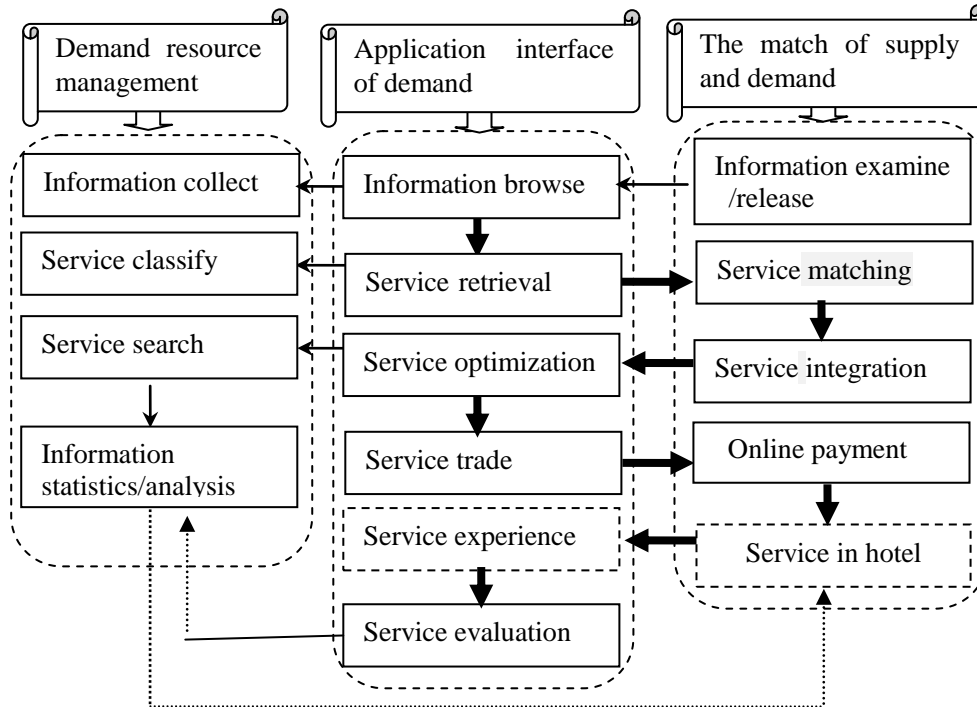 Demand resource
management
Application interface
of demand
The match of supply
and demand
Information collect
Service classify
Service search
Information
statistics/analysis
Information browse
Service retrieval
Service optimization
Service trade
Service experience
Service evaluation
Information examine
/release
Service matching
Service integration
Online payment
Service in hotel